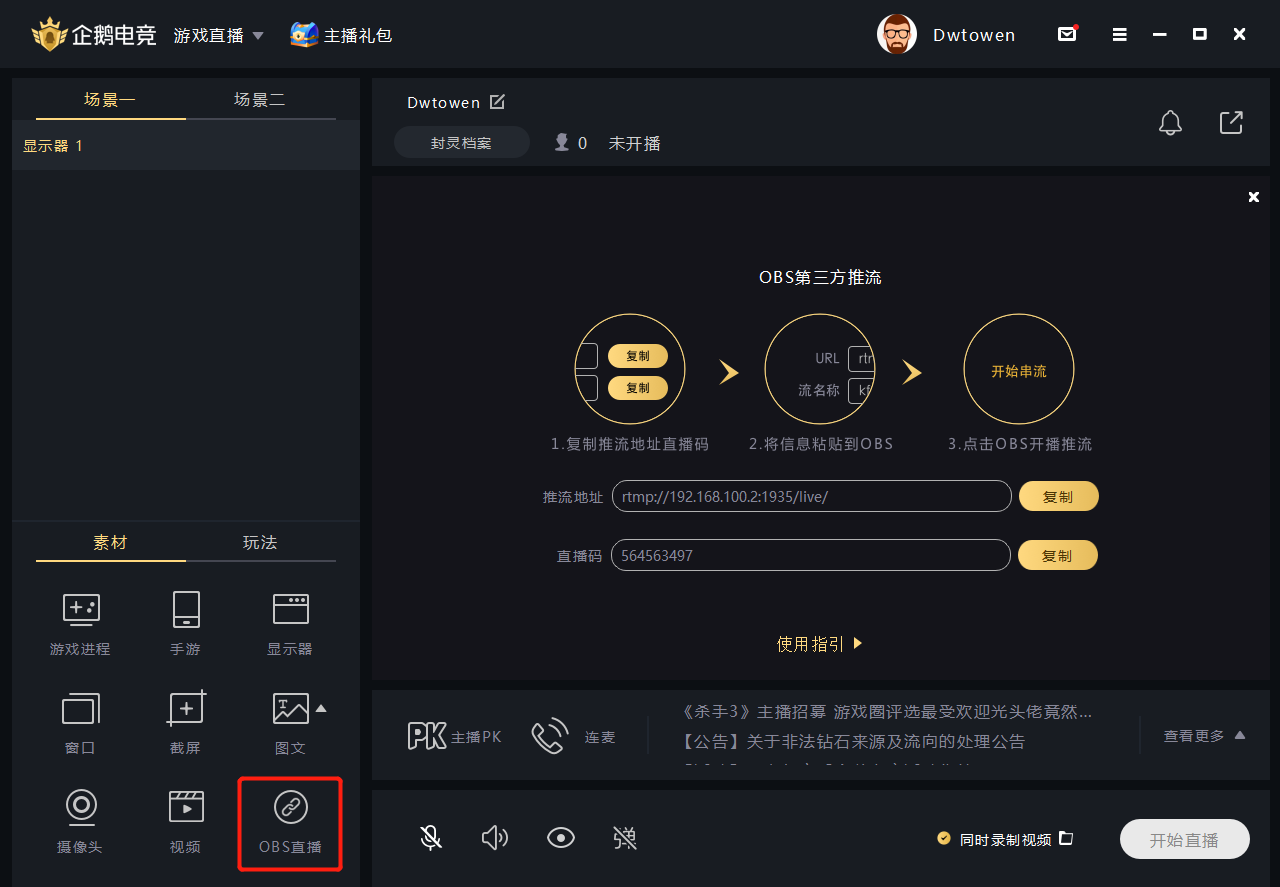 企鹅电竞 游戏直播 主播礼包 Dwtowen
场景一 场景二
显示器 1
素材 玩法
游戏进程 手游 显示器
窗口 截屏 图文
摄像头 视频 OBS直播
Dwtowen
封灵档案 0 未开播
OBS第三方推流
复制
复制
URL rtr
流名称 kf
开始串流
1.复制推流地址直播码 2.将信息粘贴到OBS 3.点击OBS开播推流
推流地址 rtmp://192.168.100.2:1935/live/ 复制
直播码 564563497 复制
使用指引
PK 主播PK 连麦
《杀手3》主播招募 游戏圈评选最受欢迎光头佬竟然...
【公告】关于非法钻石来源及流向的处理公告
查看更多
弹
同时录制视频 开始直播